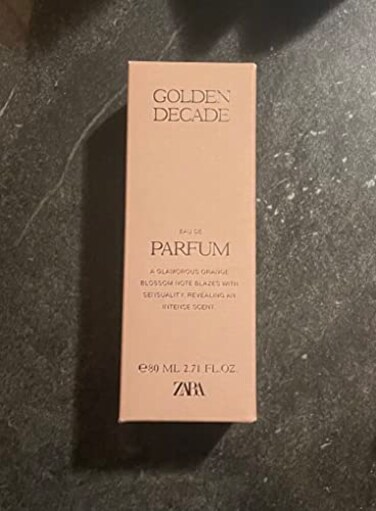 GOLDEN
DECADE
EAU DE
PARFUM
A GLAMOROUS ORANGE
BLOSSOM NOTE BLAZES WITH
SENSUALITY, REVEALING AN
INTENSE SCENT.
℮80 ML 2.71 FL.OZ.
ZARA